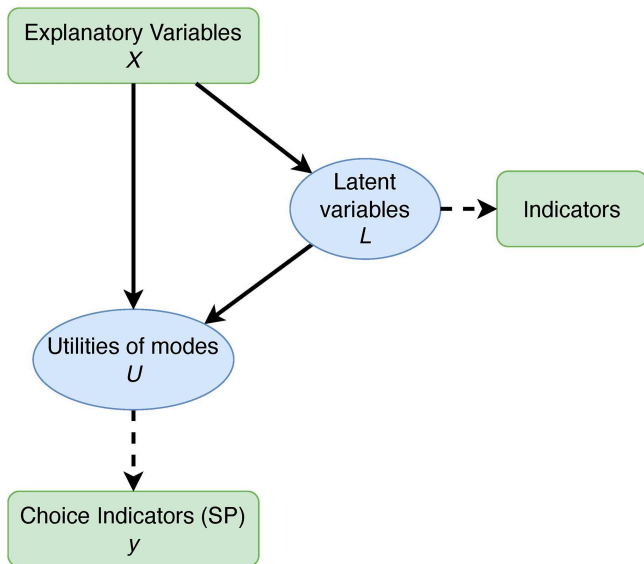 Explanatory Variables
X
Latent
variables
L
Indicators
Utilities of modes
U
Choice Indicators (SP)
y